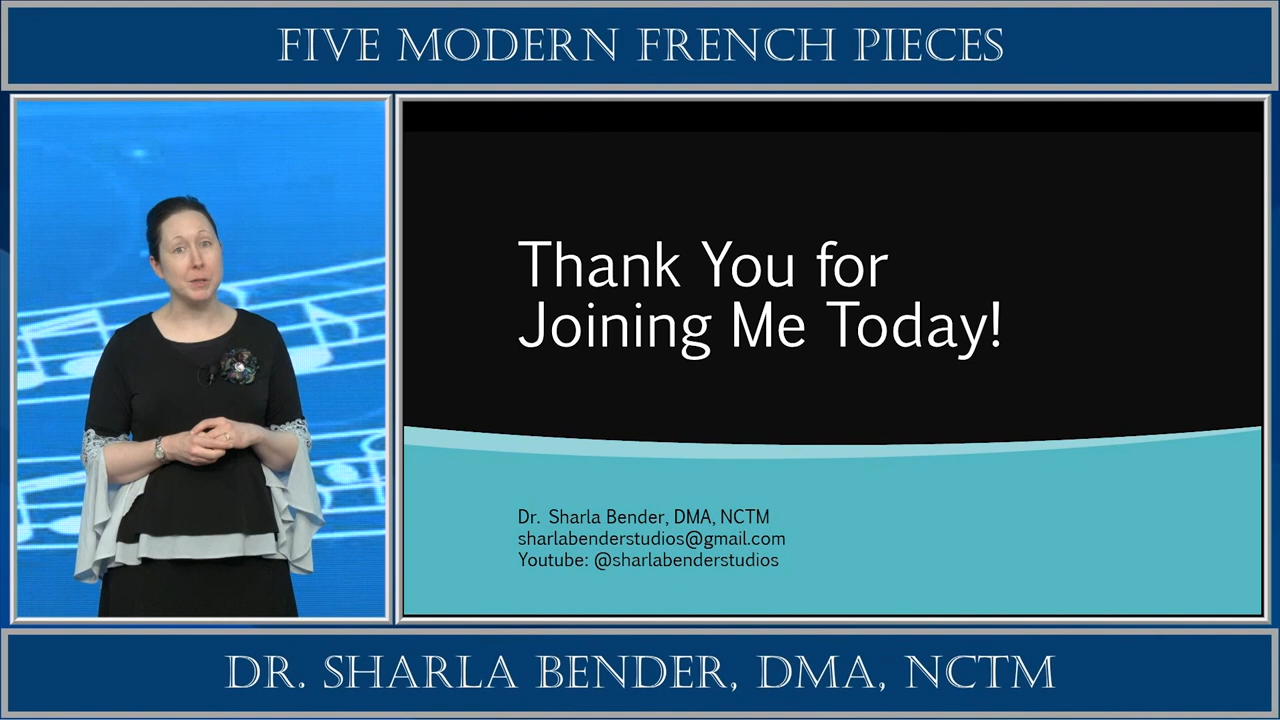 FIVE MODERN FRENCH PIECES
Thank You for
Joining Me Today!
Dr. Sharla Bender, DMA, NCTM
sharlabenderstudios@gmail.com
Youtube: @sharlabenderstudios
DR. SHARLA BENDER, DMA, NCTM